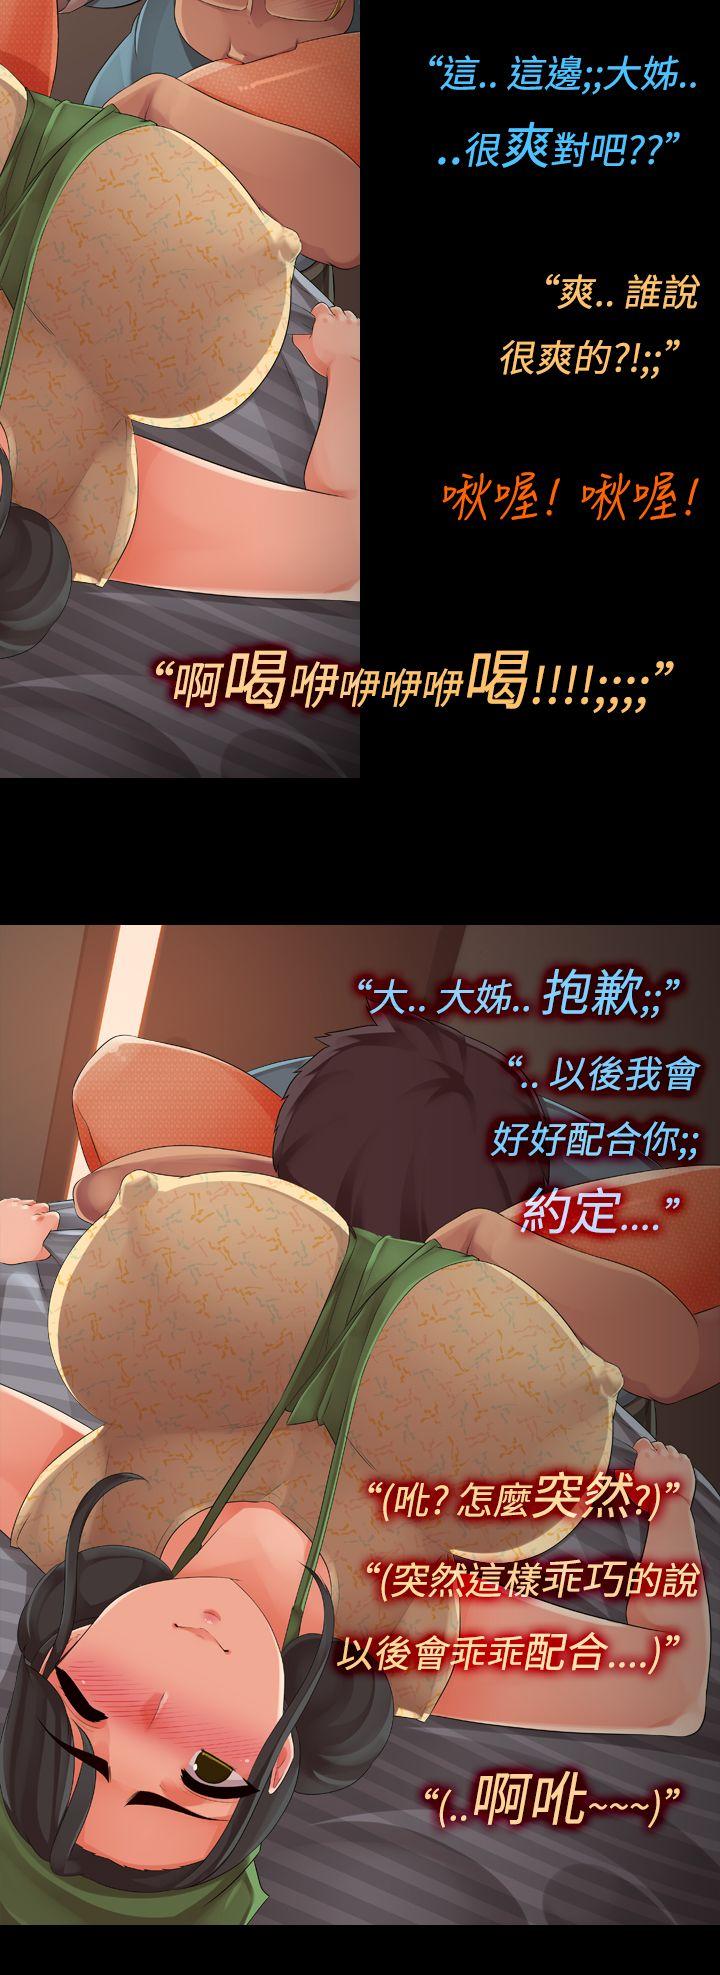 “這.. 這邊;;大姊..
..很爽對吧??”
“爽.. 誰說
很爽的?!;;”
啾喔! 啾喔!
“啊喝咿咿咿咿喝!!!!;;;;”
“大.. 大姊.. 抱歉;;”
“.. 以後我會
好好配合你;;
約定....”
“(吪? 怎麼突然?)”
“(突然這樣乖巧的說
以後會乖乖配合....)”
“(..啊吪~~~)”